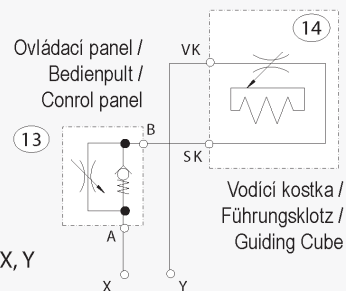 14
Ovládací panel /
Bedienpult /
Conrol panel
VK
13
B
SK
Vodící kostka /
Führungsklotz /
Guiding Cube
A
X, Y
X
Y